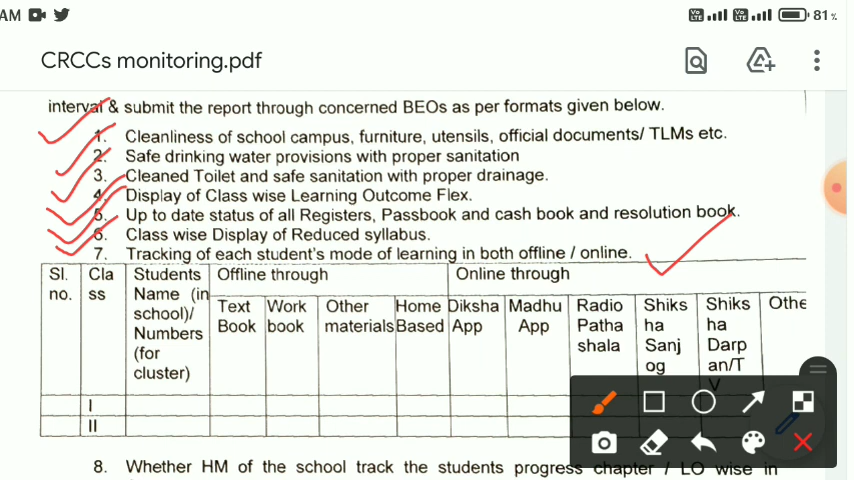 AM 81%
CRCCs monitoring.pdf
interval & submit the report through concerned BEOs as per formats given below.
1. Cleanliness of school campus, furniture, utensils, official documents/ TLMs etc.
2. Safe drinking water provisions with proper sanitation
3. Cleaned Toilet and safe sanitation with proper drainage.
4. Display of Class wise Learning Outcome Flex.
5. Up to date status of all Registers, Passbook and cash book and resolution book.
6. Class wise Display of Reduced syllabus.
7. Tracking of each student's mode of learning in both offline / online.
Sl. Cla Students Offline through Online through
no. ss Name (in
school)/
Numbers
(for
cluster)
Text Work Other Home Diksha Madhu Radio Shiks Shiks Othe
Book book materials Based App App Patha ha ha
shala Sanj Darp
og an/T
V
I
II
8. Whether HM of the school track the students progress chapter / LO wise in